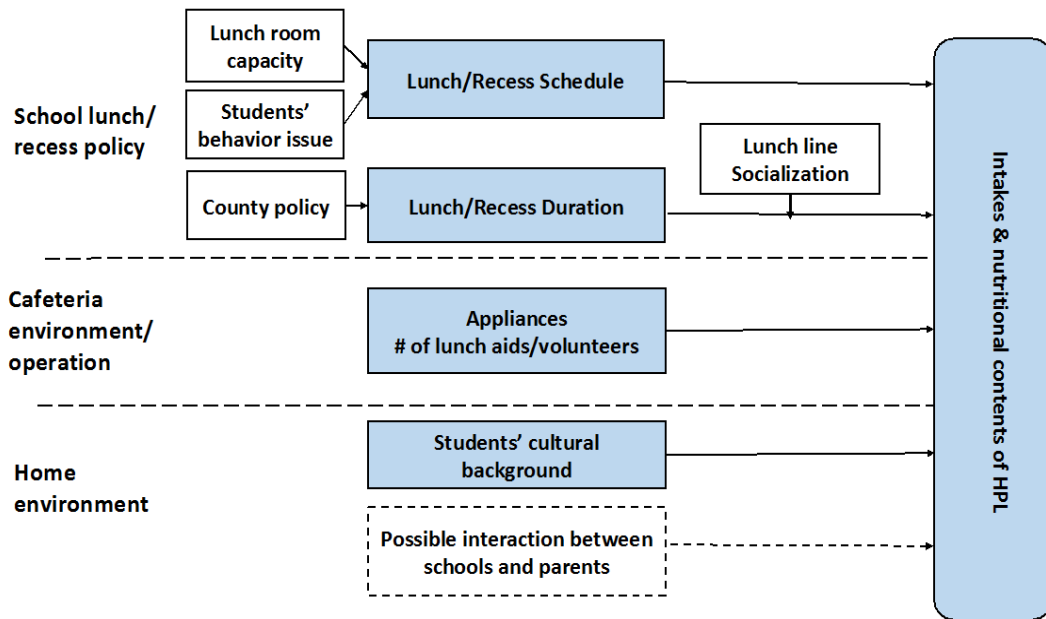 Lunch room
capacity
Lunch/Recess Schedule
School lunch/
recess policy
Students’
behavior issue
Lunch line
Socialization
County policy
Lunch/Recess Duration
Cafeteria
environment/
operation
Appliances
# of lunch aids/volunteers
Home
environment
Students’ cultural
background
Possible interaction between
schools and parents
Intakes & nutritional contents of HPL